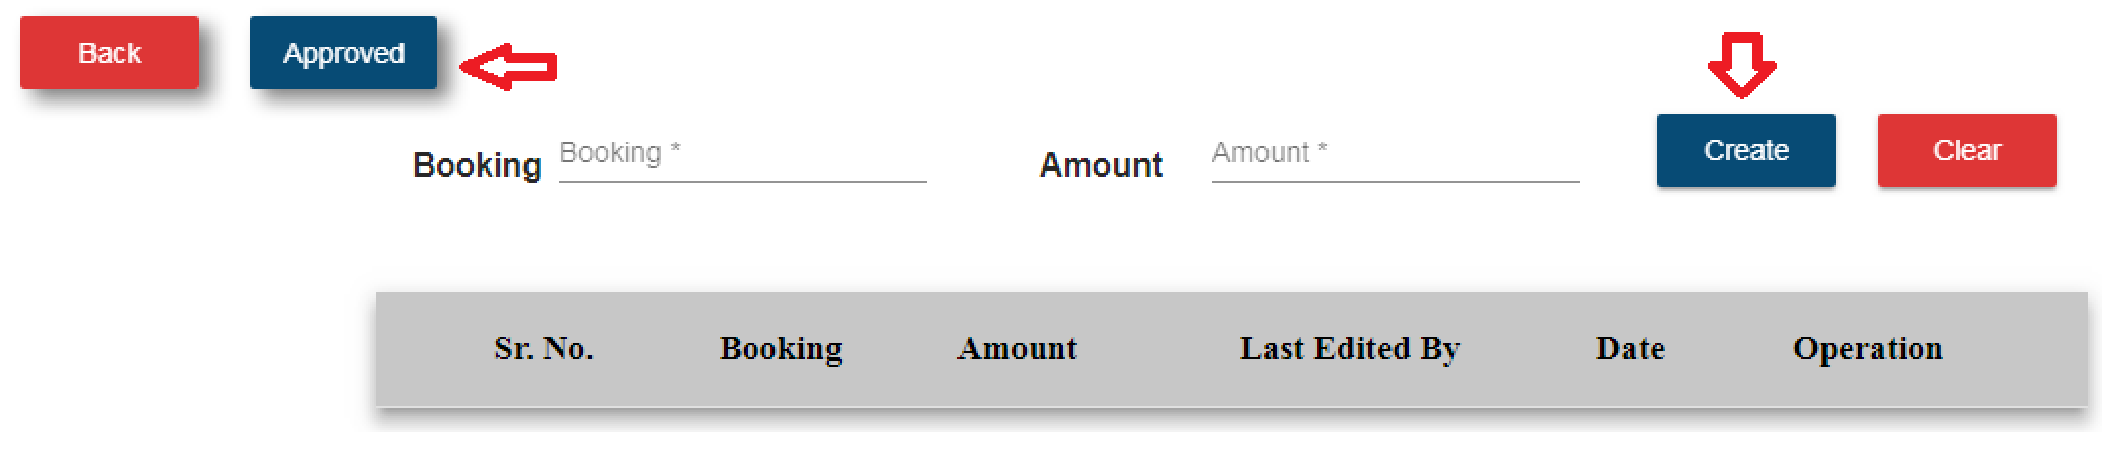 Back Approved
Booking Booking * Amount Amount * Create Clear
Sr. No. Booking Amount Last Edited By Date Operation